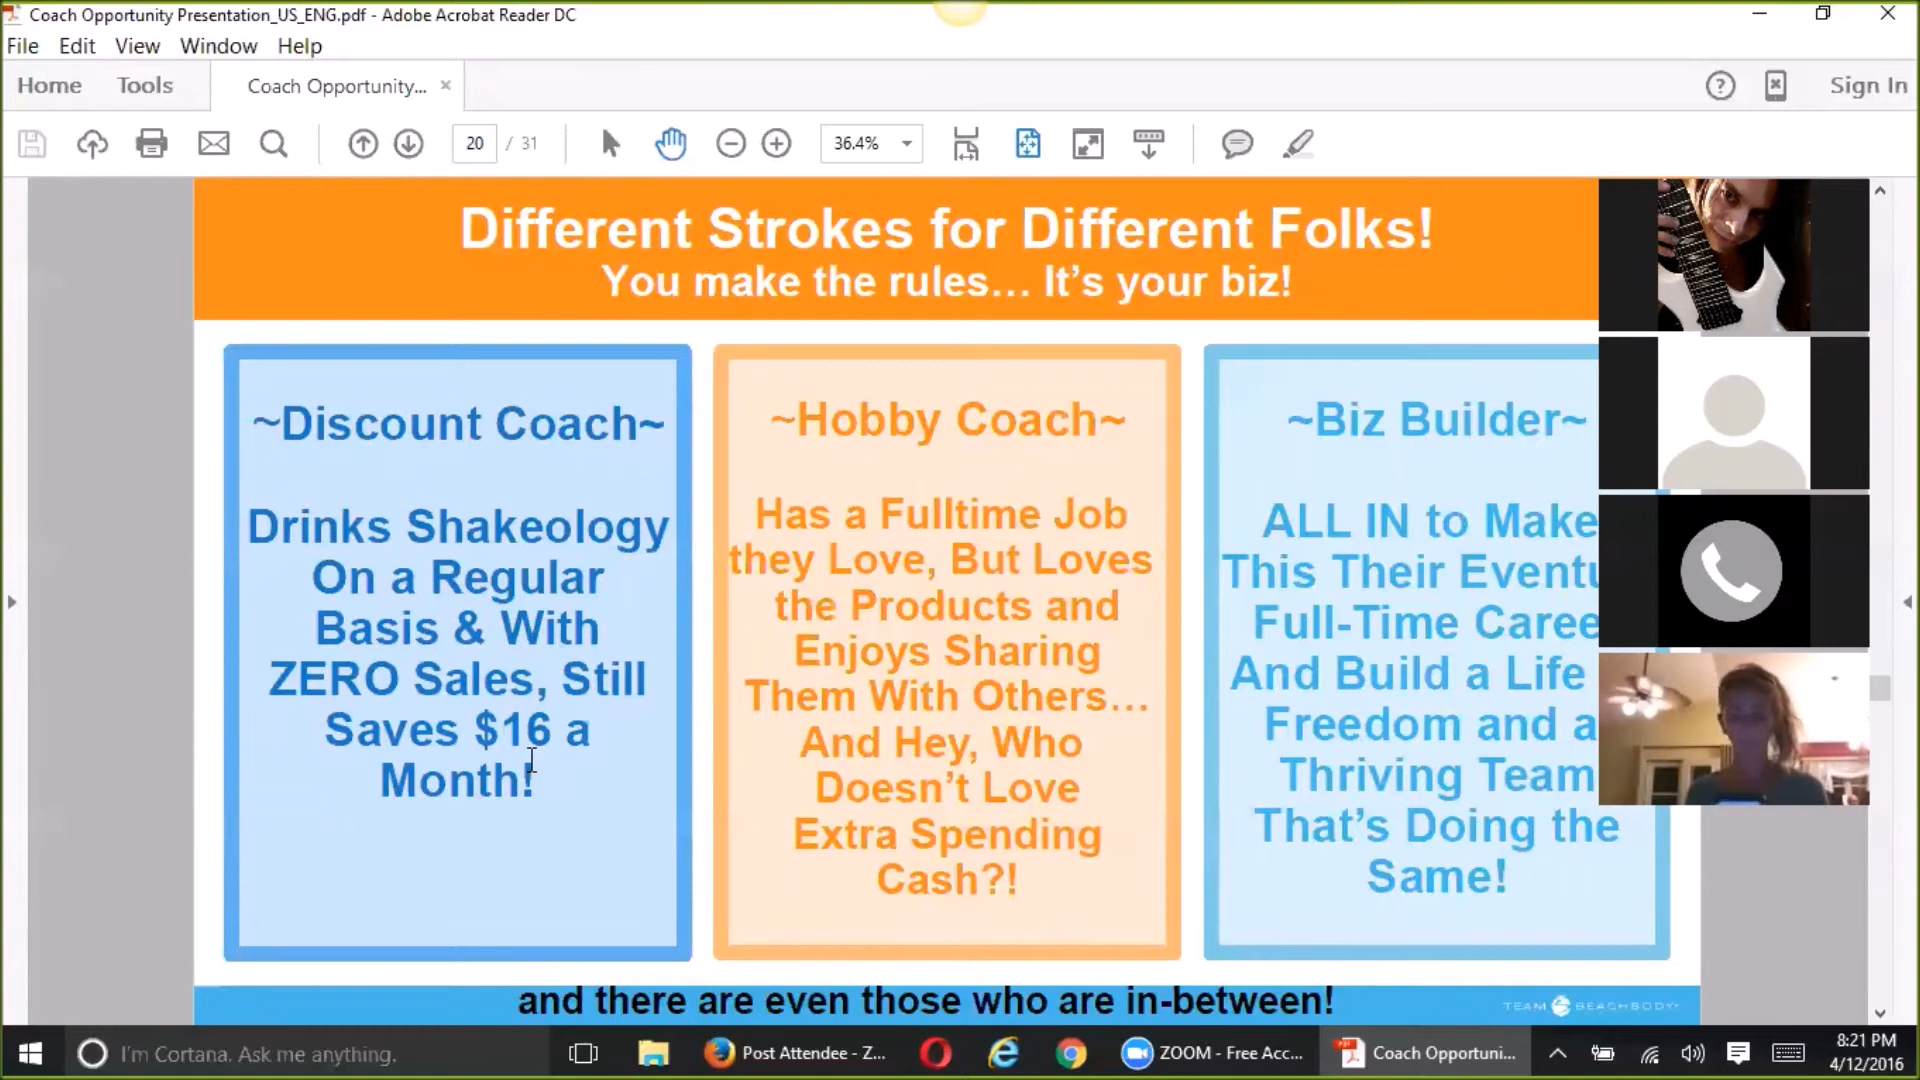 Coach Opportunity Presentation_US_ENG.pdf - Adobe Acrobat Reader DC
File Edit View Window Help
Home Tools Coach Opportunity... × Sign In
20 / 31 36.4%
Different Strokes for Different Folks!
You make the rules… It's your biz!
~Discount Coach~
Drinks Shakeology
On a Regular
Basis & With
ZERO Sales, Still
Saves $16 a
Month!
~Hobby Coach~
Has a Fulltime Job
they Love, But Loves
the Products and
Enjoys Sharing
Them With Others…
And Hey, Who
Doesn't Love
Extra Spending
Cash?!
~Biz Builder~
ALL IN to Make
This Their Eventu
Full-Time Caree
And Build a Life
Freedom and a
Thriving Team
That's Doing the
Same!
and there are even those who are in-between!
TEAM BEACHBODY
I'm Cortana. Ask me anything.
Post Attendee - Z...
ZOOM - Free Acc...
Coach Opportuni...
8:21 PM
4/12/2016